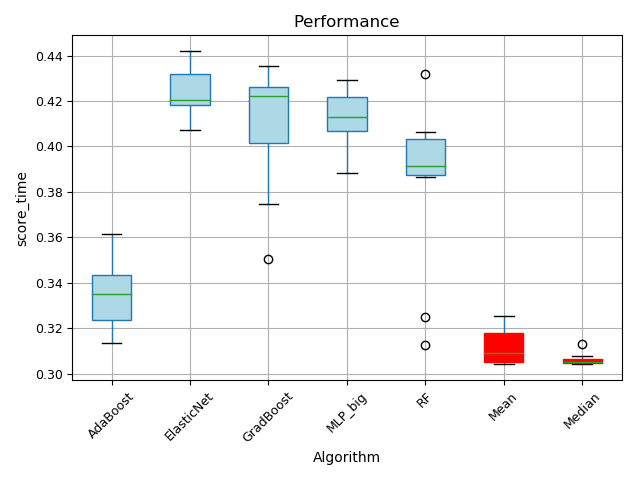 Performance
score_time
0.44
0.42
0.40
0.38
0.36
0.34
0.32
0.30
AdaBoost
ElasticNet
GradBoost
MLP_big
RF
Mean
Median
Algorithm